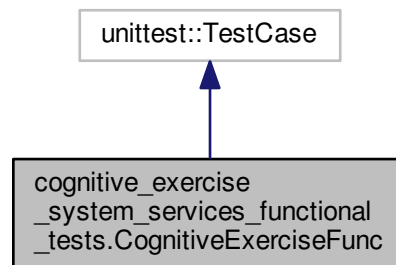 unittest::TestCase
cognitive_exercise
_system_services_functional
_tests.CognitiveExerciseFunc